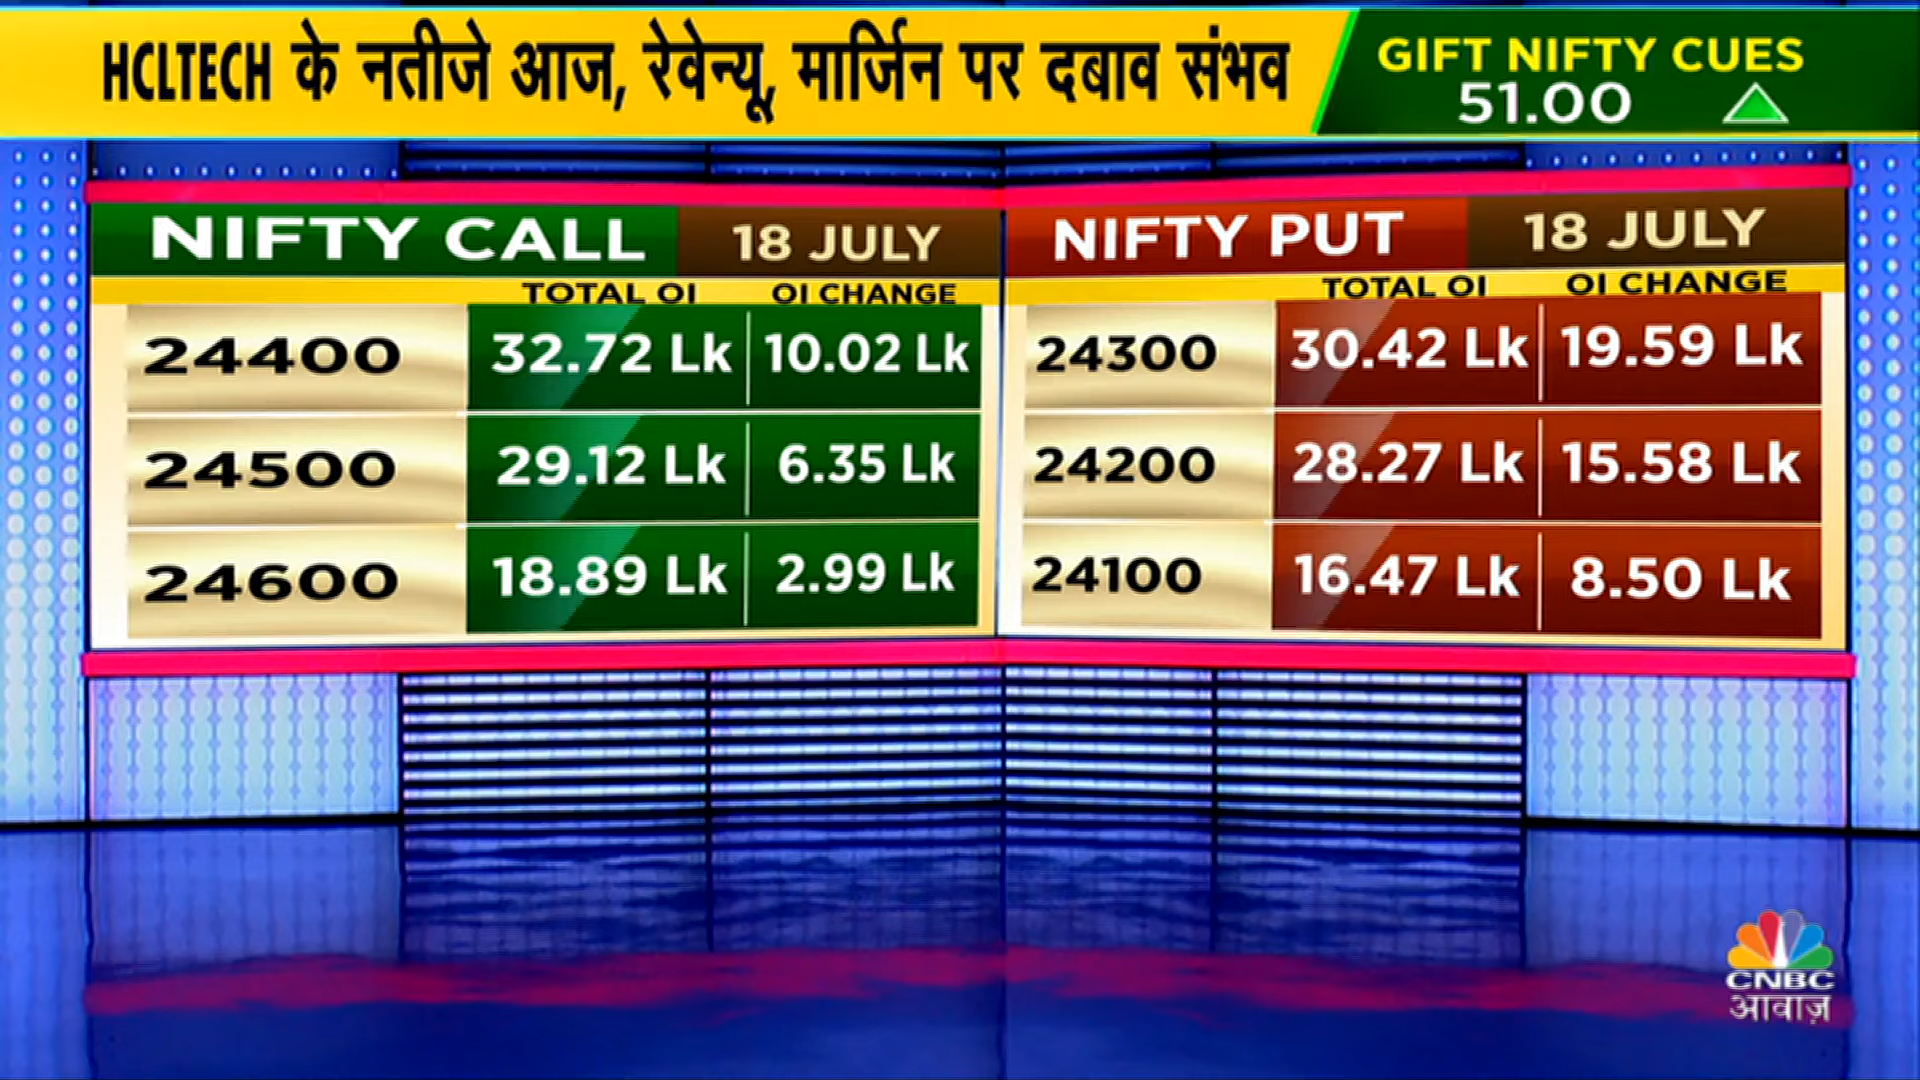 HCLTECH के नतीजे आज, रेवेन्यू, मार्जिन पर दबाव संभव
GIFT NIFTY CUES
51.00
NIFTY CALL 18 JULY
TOTAL OI OI CHANGE
24400 32.72 Lk 10.02 Lk
24500 29.12 Lk 6.35 Lk
24600 18.89 Lk 2.99 Lk
NIFTY PUT 18 JULY
TOTAL OI OI CHANGE
24300 30.42 Lk 19.59 Lk
24200 28.27 Lk 15.58 Lk
24100 16.47 Lk 8.50 Lk
CNBC
आवाज़